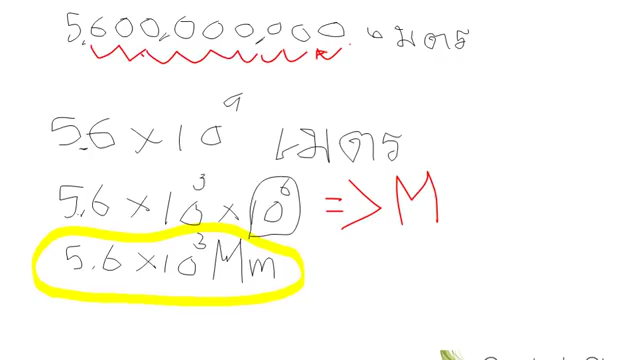 5.600,000,000. เมตร
5.6 × 10⁹ เมตร
5.6 × 10³ × 10⁶ => M
5.6 × 10³ Mm